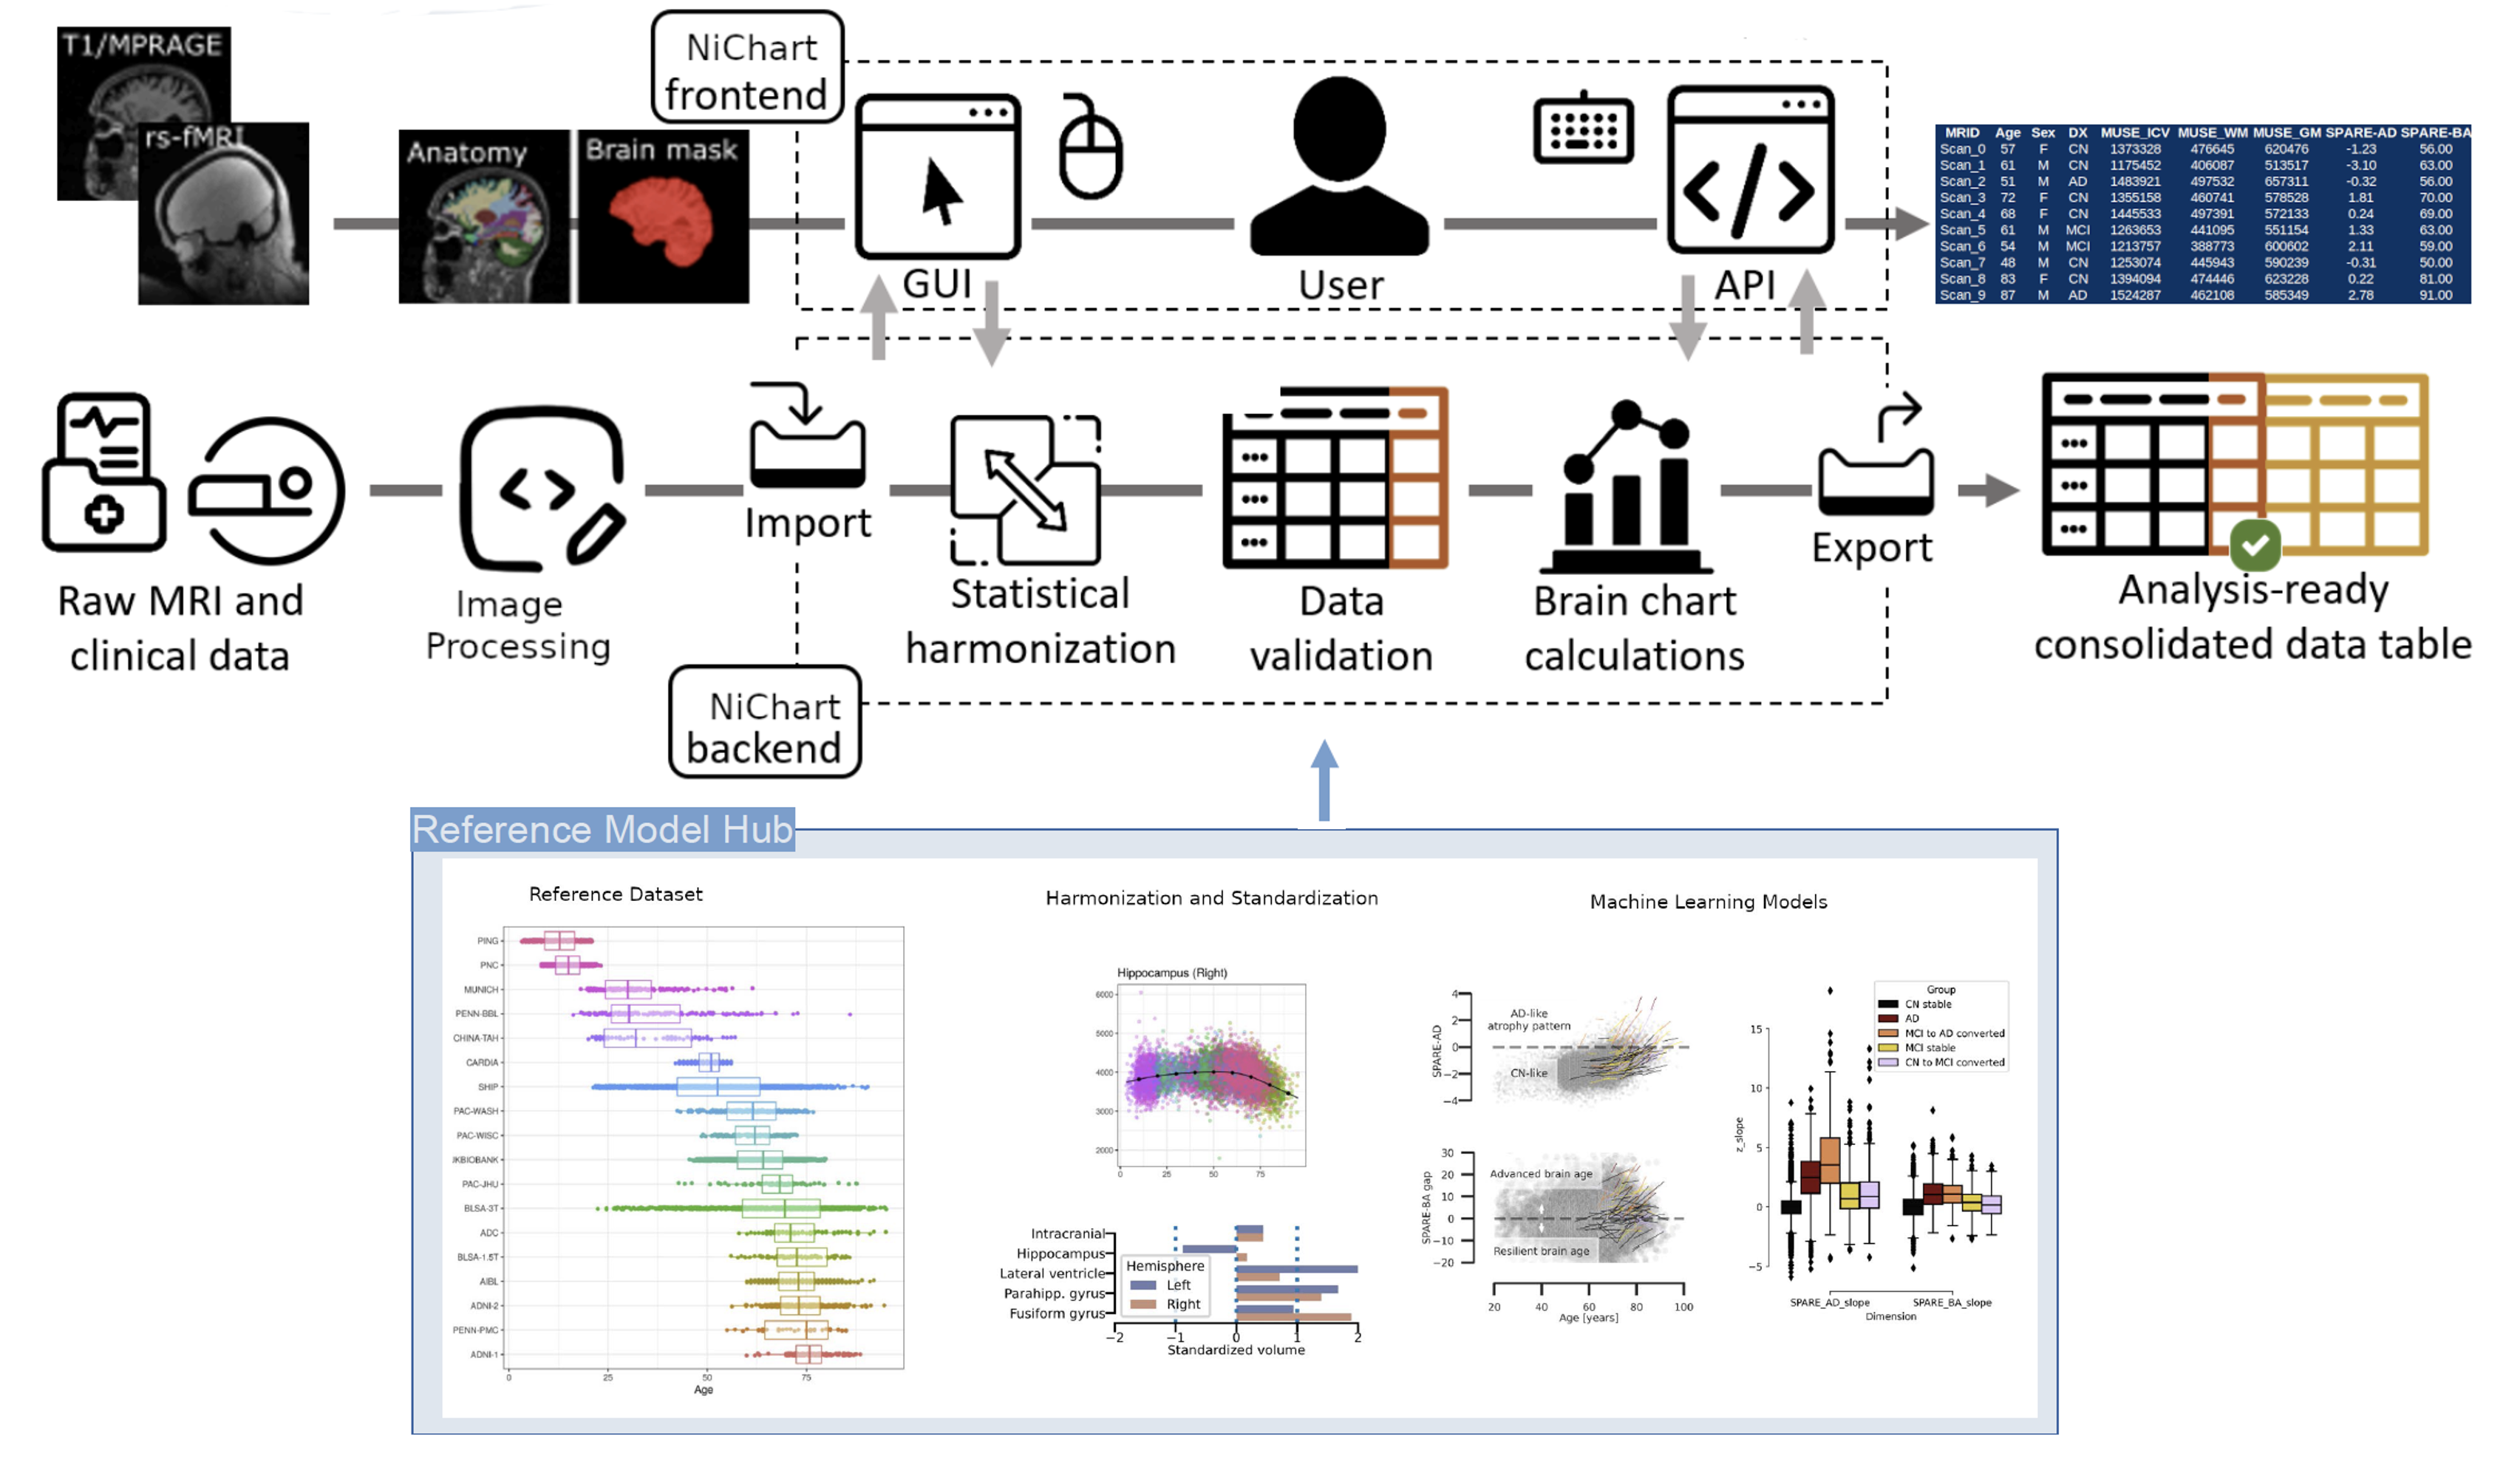 T1/MPRAGE
rs-fMRI
Anatomy
Brain mask
NiChart
frontend
GUI
User
API
MRID Age Sex DX MUSE_ICV MUSE_WM MUSE_GM SPARE-AD SPARE-BA
Scan_0 57 F CN 1373328 476645 620476 -1.23 56.00
Scan_1 61 M CN 1175452 406087 513517 -3.10 63.00
Scan_2 51 M AD 1483921 497532 657311 -0.32 56.00
Scan_3 72 F CN 1355158 460741 578528 1.81 70.00
Scan_4 68 F CN 1445533 497391 572133 0.24 69.00
Scan_5 61 M MCI 1263653 441095 551154 1.33 63.00
Scan_6 54 M MCI 1213757 388773 600602 2.11 59.00
Scan_7 48 M CN 1253074 445943 590239 -0.31 50.00
Scan_8 83 F CN 1394094 474446 623228 0.22 81.00
Scan_9 87 M AD 1524287 462108 585349 2.78 91.00
Raw MRI and
clinical data
Image
Processing
Import
Statistical
harmonization
Data
validation
Brain chart
calculations
Export
Analysis-ready
consolidated data table
NiChart
backend
Reference Model Hub
Reference Dataset
PING
PNC
MUNICH
PENN-BBL
CHINA-TAH
CARDIA
SHIP
PAC-WASH
PAC-WISC
JKBIOBANK
PAC-JHU
BLSA-3T
ADC
BLSA-1.5T
AIBL
ADNI-2
PENN-PMC
ADNI-1
0 25 50 75
Age
Harmonization and Standardization
Hippocampus (Right)
6000
5000
4000
3000
2000
0 25 50 75
Intracranial
Hippocampus
Lateral ventricle
Parahipp. gyrus
Fusiform gyrus
Hemisphere
Left
Right
−2 −1 0 1 2
Standardized volume
Machine Learning Models
SPARE-AD
4
2
0
−2
−4
AD-like
atrophy pattern
CN-like
SPARE-BA gap
30
20
10
0
−10
−20
Advanced brain age
Resilient brain age
20 40 60 80 100
Age [years]
Group
CN stable
AD
MCI to AD converted
MCI stable
CN to MCI converted
z_slope
15
10
5
0
−5
SPARE_AD_slope SPARE_BA_slope
Dimension